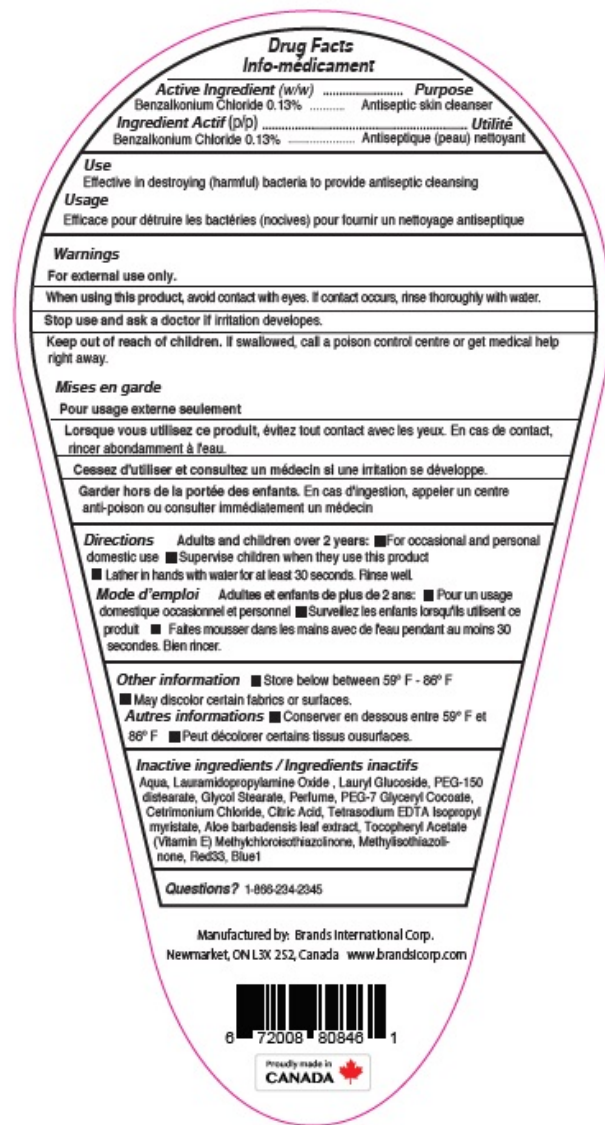 Drug Facts
Info-médicament
Active Ingredient (w/w) ........................ Purpose
Benzalkonium Chloride 0.13% ........... Antiseptic skin cleanser
Ingredient Actif (p/p) .............................................................. Utilité
Benzalkonium Chloride 0.13% ..................... Antiseptique (peau) nettoyant
Use
Effective in destroying (harmful) bacteria to provide antiseptic cleansing
Usage
Efficace pour détruire les bactéries (nocives) pour fournir un nettoyage antiseptique
Warnings
For external use only.
When using this product, avoid contact with eyes. If contact occurs, rinse thoroughly with water.
Stop use and ask a doctor if irritation developes.
Keep out of reach of children. If swallowed, call a poison control centre or get medical help
right away.
Mises en garde
Pour usage externe seulement
Lorsque vous utilisez ce produit, évitez tout contact avec les yeux. En cas de contact,
rincer abondamment à l'eau.
Cessez d'utiliser et consultez un médecin si une irritation se développe.
Garder hors de la portée des enfants. En cas d'ingestion, appeler un centre
anti-poison ou consulter immédiatement un médecin
Directions Adults and children over 2 years: ■ For occasional and personal
domestic use ■ Supervise children when they use this product
■ Lather in hands with water for at least 30 seconds. Rinse well.
Mode d'emploi Adultes et enfants de plus de 2 ans: ■ Pour un usage
domestique occasionnel et personnel ■ Surveillez les enfants lorsqu'ils utilisent ce
produit ■ Faites mousser dans les mains avec de l'eau pendant au moins 30
secondes. Bien rincer.
Other information ■ Store below between 59° F - 86° F
■ May discolor certain fabrics or surfaces.
Autres informations ■ Conserver en dessous entre 59° F et
86° F ■ Peut décolorer certains tissus ousurfaces.
Inactive ingredients / Ingredients inactifs
Aqua, Lauramidopropylamine Oxide , Lauryl Glucoside, PEG-150
distearate, Glycol Stearate, Perfume, PEG-7 Glyceryl Cocoate,
Cetrimonium Chloride, Citric Acid, Tetrasodium EDTA Isopropyl
myristate, Aloe barbadensis leaf extract, Tocopheryl Acetate
(Vitamin E) Methylchloroisothiazolinone, Methylisothiazoli-
none, Red33, Blue1
Questions? 1-866-234-2345
Manufactured by: Brands International Corp.
Newmarket, ON L3X 2S2, Canada www.brandsicorp.com
6 72008 80846 1
Proudly made in
CANADA